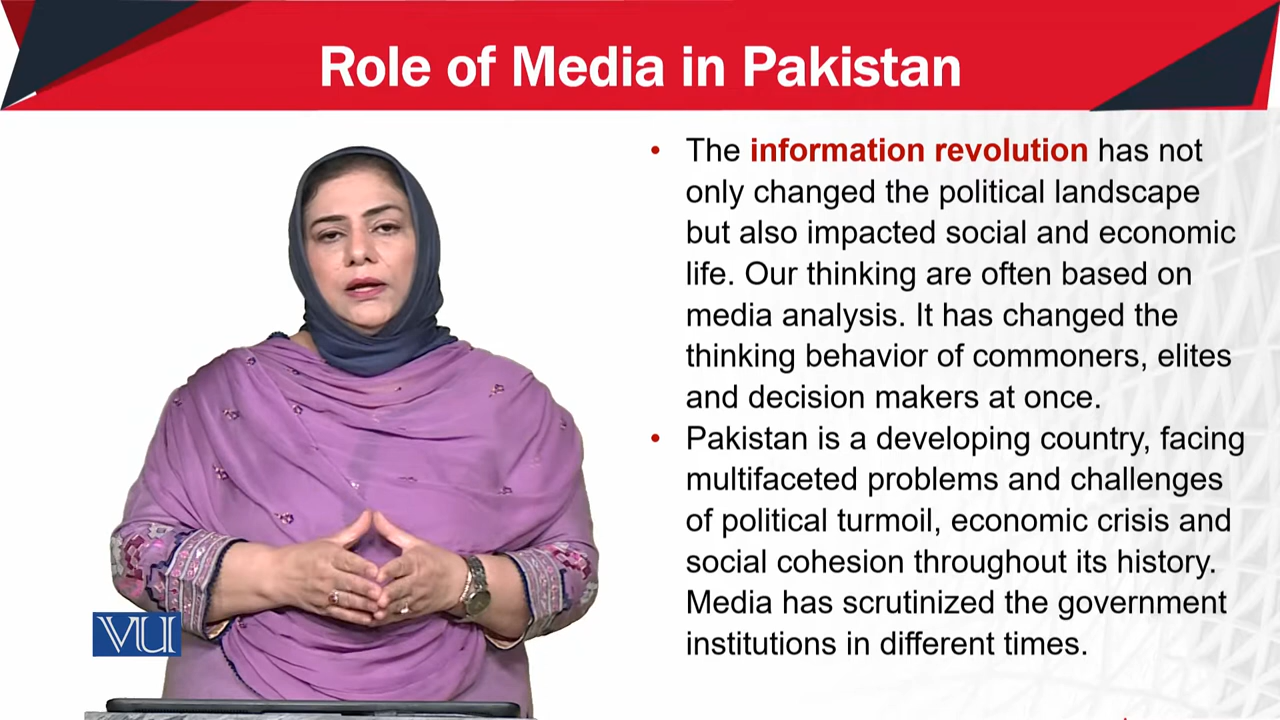 Role of Media in Pakistan
• The information revolution has not
only changed the political landscape
but also impacted social and economic
life. Our thinking are often based on
media analysis. It has changed the
thinking behavior of commoners, elites
and decision makers at once.
• Pakistan is a developing country, facing
multifaceted problems and challenges
of political turmoil, economic crisis and
social cohesion throughout its history.
Media has scrutinized the government
institutions in different times.
VU